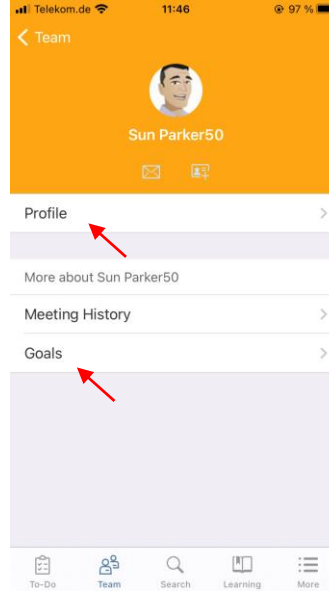 Telekom.de 11:46 97 %
Team
Sun Parker50
Profile
More about Sun Parker50
Meeting History
Goals
To-Do Team Search Learning More